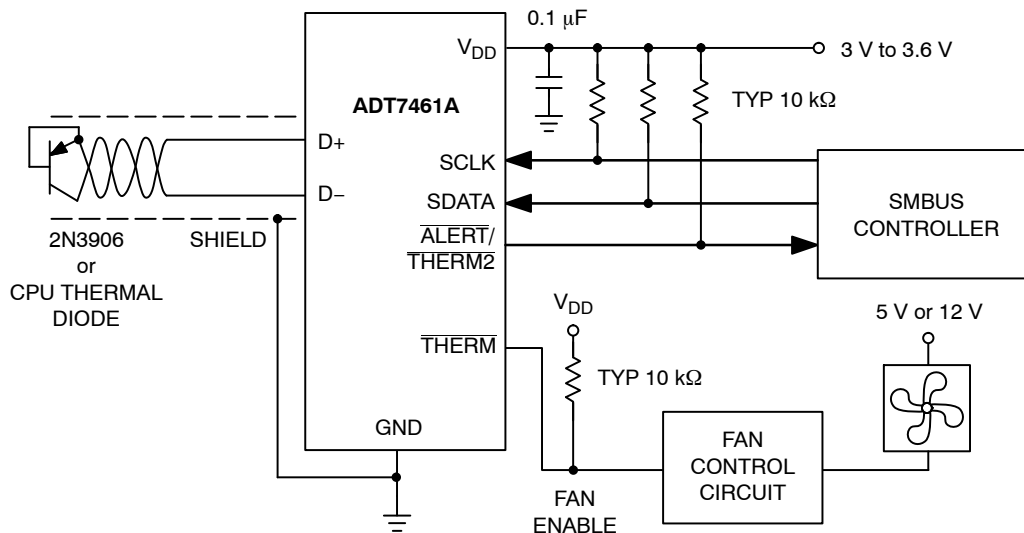 0.1 μF
VDD
3 V to 3.6 V
ADT7461A
TYP 10 kΩ
D+
SCLK
D−
SDATA
SMBUS
CONTROLLER
2N3906
or
CPU THERMAL
DIODE
SHIELD
ALERT/
THERM2
VDD
5 V or 12 V
THERM
TYP 10 kΩ
GND
FAN
CONTROL
CIRCUIT
FAN
ENABLE